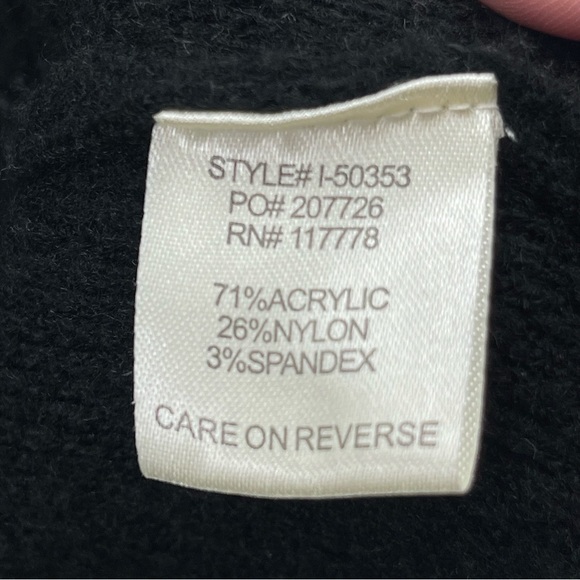 STYLE# I-50353
PO# 207726
RN# 117778
71%ACRYLIC
26%NYLON
3%SPANDEX
CARE ON REVERSE